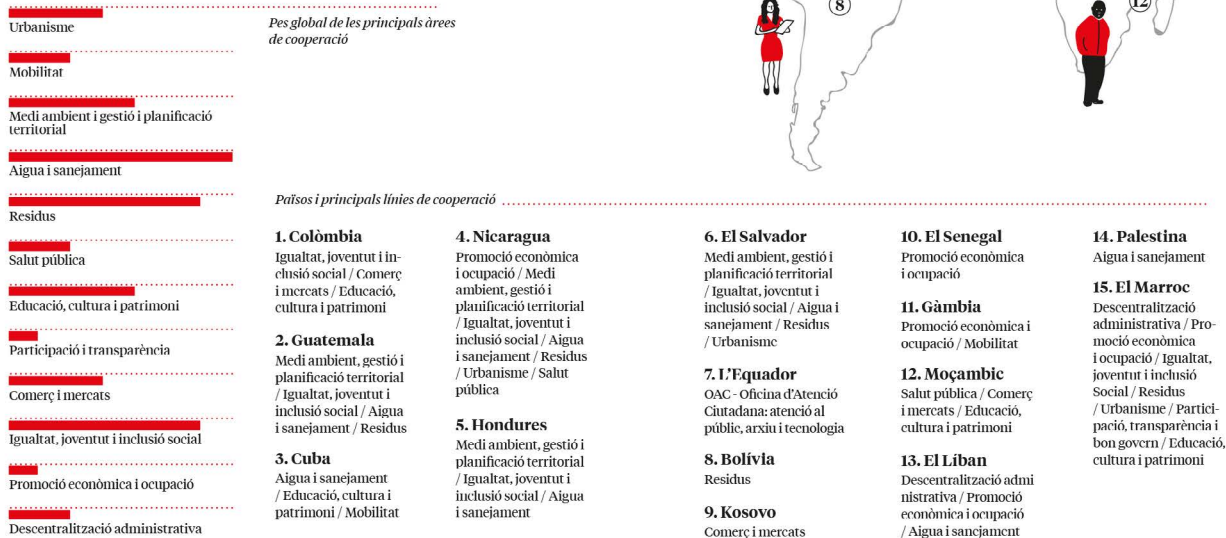 Urbanisme
Mobilitat
Medi ambient i gestió i planificació
territorial
Aigua i sanejament
Residus
Salut pública
Educació, cultura i patrimoni
Participació i transparència
Comerç i mercats
Igualtat, joventut i inclusió social
Promoció econòmica i ocupació
Descentralització administrativa
Pes global de les principals àrees
de cooperació
8
12
Països i principals línies de cooperació
1. Colòmbia
Igualtat, joventut i in-
clusió social / Comerç
i mercats / Educació,
cultura i patrimoni
2. Guatemala
Medi ambient, gestió i
planificació territorial
/ Igualtat, joventut i
inclusió social / Aigua
i sanejament / Residus
3. Cuba
Aigua i sanejament
/ Educació, cultura i
patrimoni / Mobilitat
4. Nicaragua
Promoció econòmica
i ocupació / Medi
ambient, gestió i
planificació territorial
/ Igualtat, joventut i
inclusió social / Aigua
i sanejament / Residus
/ Urbanisme / Salut
pública
5. Hondures
Medi ambient, gestió i
planificació territorial
/ Igualtat, joventut i
inclusió social / Aigua
i sanejament
6. El Salvador
Medi ambient, gestió i
planificació territorial
/ Igualtat, joventut i
inclusió social / Aigua i
sanejament / Residus
/ Urbanisme
7. L'Equador
OAC - Oficina d'Atenció
Ciutadana: atenció al
públic, arxiu i tecnologia
8. Bolívia
Residus
9. Kosovo
Comerç i mercats
10. El Senegal
Promoció econòmica
i ocupació
11. Gàmbia
Promoció econòmica i
ocupació / Mobilitat
12. Moçambic
Salut pública / Comerç
i mercats / Educació,
cultura i patrimoni
13. El Líban
Descentralització admi
nistrativa / Promoció
econòmica i ocupació
/ Aigua i sanejament
14. Palestina
Aigua i sanejament
15. El Marroc
Descentralització
administrativa / Pro-
moció econòmica
i ocupació / Igualtat,
joventut i inclusió
Social / Residus
/ Urbanisme / Partici-
pació, transparència i
bon govern / Educació,
cultura i patrimoni